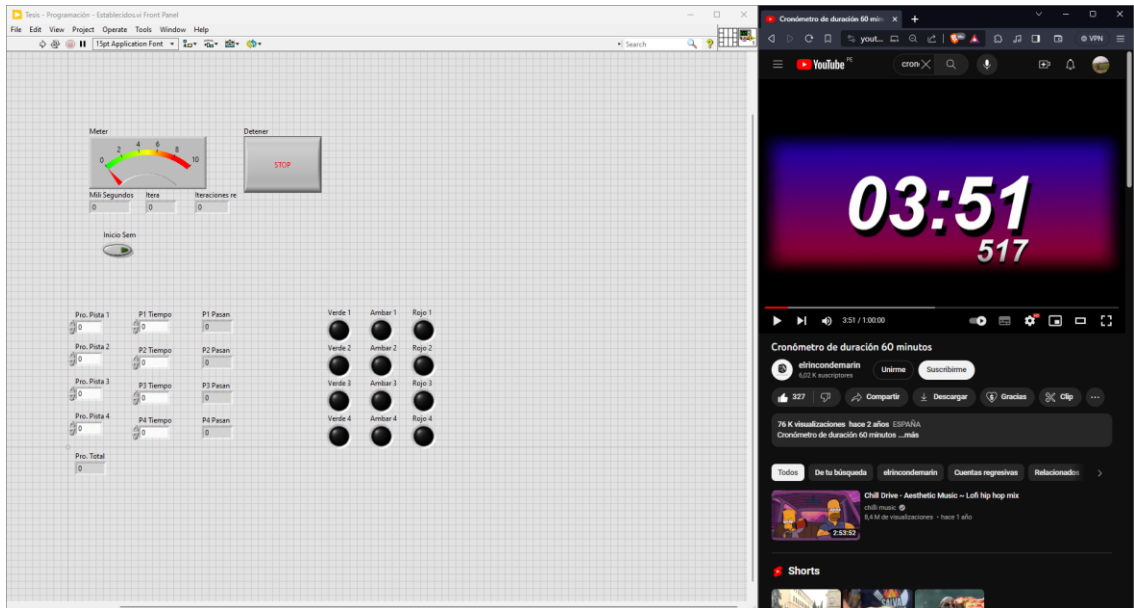 Tesis - Programación - Establecidos.vi Front Panel
File Edit View Project Operate Tools Window Help
15pt Application Font
Search
Meter
0 2 4 6 8 10
Detener
STOP
Mili Segundos Itera Iteraciones re
0 0 0
Inicio Sem
Pro. Pista 1 P1 Tiempo P1 Pasan Verde 1 Ambar 1 Rojo 1
0 0 0
Pro. Pista 2 P2 Tiempo P2 Pasan Verde 2 Ambar 2 Rojo 2
0 0 0
Pro. Pista 3 P3 Tiempo P3 Pasan Verde 3 Ambar 3 Rojo 3
0 0 0
Pro. Pista 4 P4 Tiempo P4 Pasan Verde 4 Ambar 4 Rojo 4
0 0 0
Pro. Total
0
Cronómetro de duración 60 min
yout...
VPN
YouTube PE
cron
03:51
517
3:51 / 1:00:00
Cronómetro de duración 60 minutos
elrincondemarin
6,02 K suscriptores
Unirme
Suscribirme
327
Compartir
Descargar
Gracias
Clip
76 K visualizaciones hace 2 años ESPAÑA
Cronómetro de duración 60 minutos ...más
Todos De tu búsqueda elrincondemarin Cuentas regresivas Relacionados
Chill Drive - Aesthetic Music ~ Lofi hip hop mix
chilli music
8,4 M de visualizaciones • hace 1 año
2:53:52
Shorts